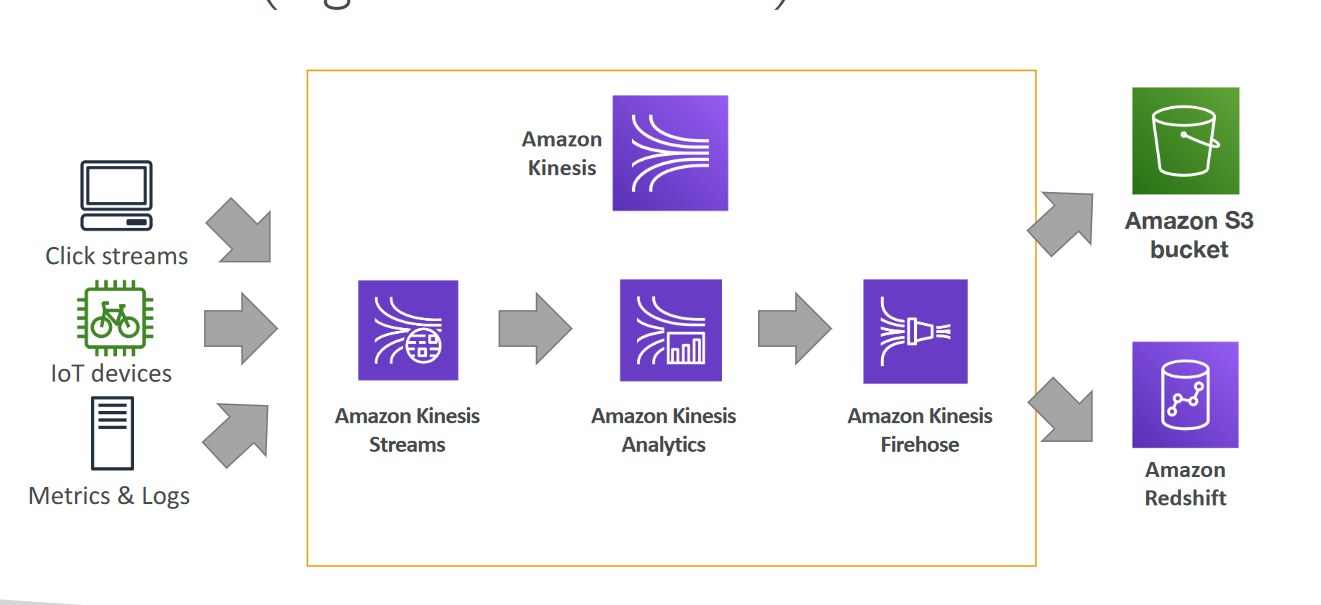 Amazon
Kinesis
Click streams
IoT devices
Metrics & Logs
Amazon Kinesis
Streams
Amazon Kinesis
Analytics
Amazon Kinesis
Firehose
Amazon S3
bucket
Amazon
Redshift